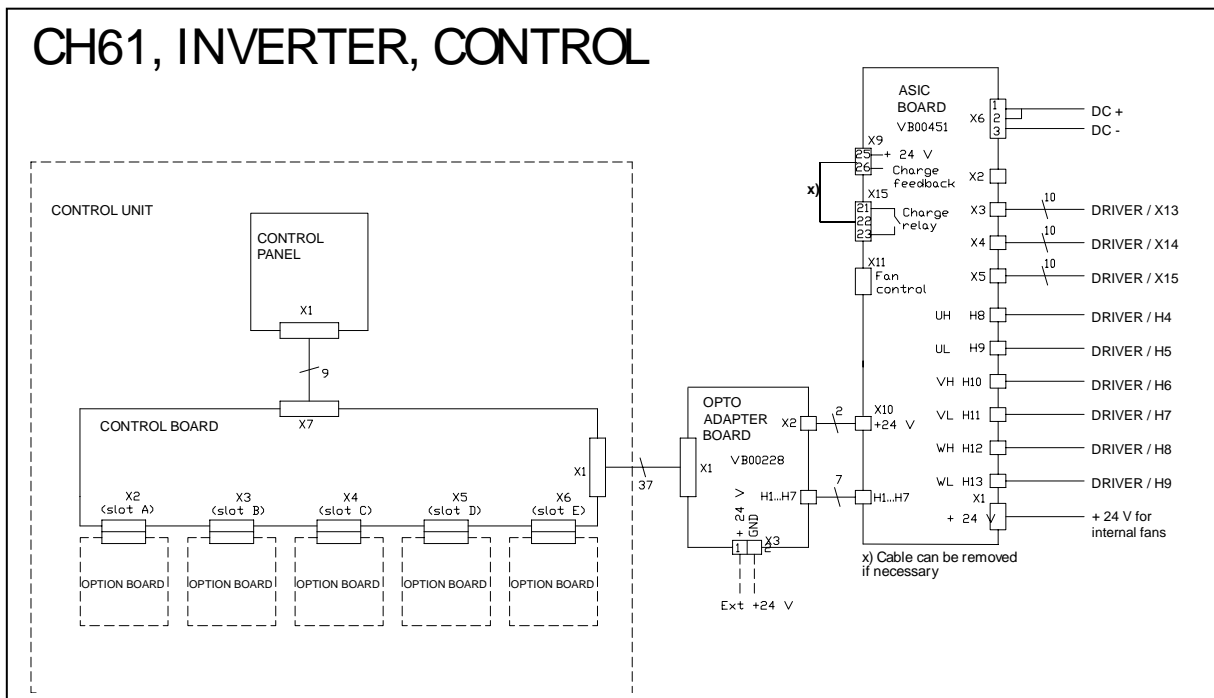 CH61, INVERTER, CONTROL
CONTROL UNIT
CONTROL
PANEL
X1
9
X7
CONTROL BOARD
X1
37
X2
(slot A)
X3
(slot B)
X4
(slot C)
X5
(slot D)
X6
(slot E)
OPTION BOARD
OPTION BOARD
OPTION BOARD
OPTION BOARD
OPTION BOARD
OPTO
ADAPTER
BOARD
VB00228
X1
X2
2
H1...H7
7
+ 24 V
GND
X3
1
2
Ext +24 V
ASIC
BOARD
VB00451
X9
25
+ 24 V
26
Charge
feedback
x)
X15
21
22
23
Charge
relay
X11
Fan
control
X10
+24 V
H1...H7
X6
1
2
3
DC +
DC -
X2
X3
10
DRIVER / X13
X4
10
DRIVER / X14
X5
10
DRIVER / X15
UH H8
DRIVER / H4
UL H9
DRIVER / H5
VH H10
DRIVER / H6
VL H11
DRIVER / H7
WH H12
DRIVER / H8
WL H13
DRIVER / H9
X1
+ 24 V
+ 24 V for
internal fans
x) Cable can be removed
if necessary